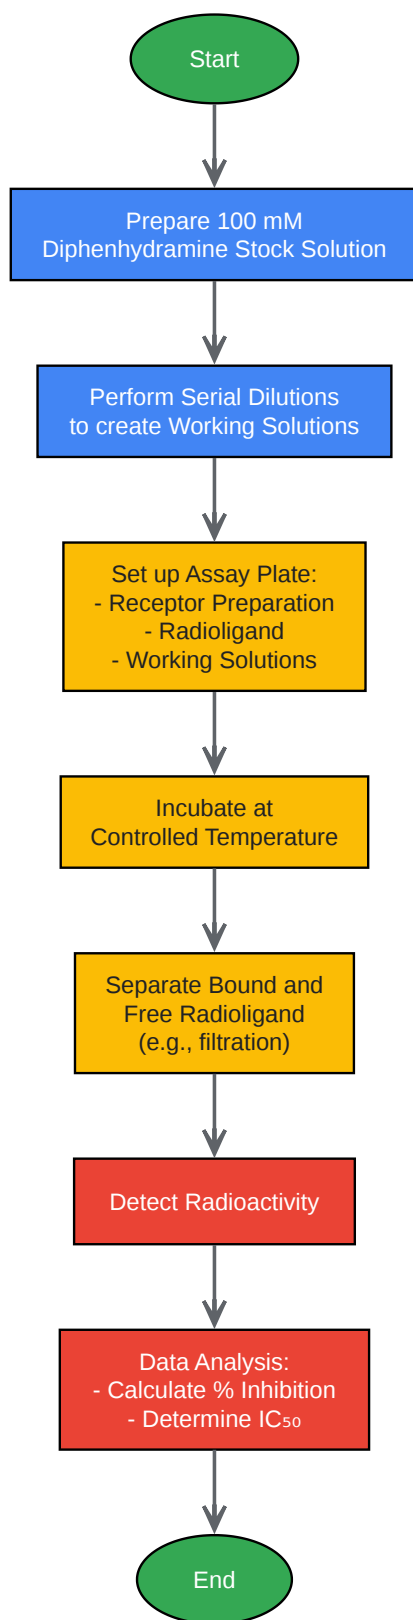 Start
Prepare 100 mM
Diphenhydramine Stock Solution
Perform Serial Dilutions
to create Working Solutions
Set up Assay Plate:
- Receptor Preparation
- Radioligand
- Working Solutions
Incubate at
Controlled Temperature
Separate Bound and
Free Radioligand
(e.g., filtration)
Detect Radioactivity
Data Analysis:
- Calculate % Inhibition
- Determine IC₅₀
End